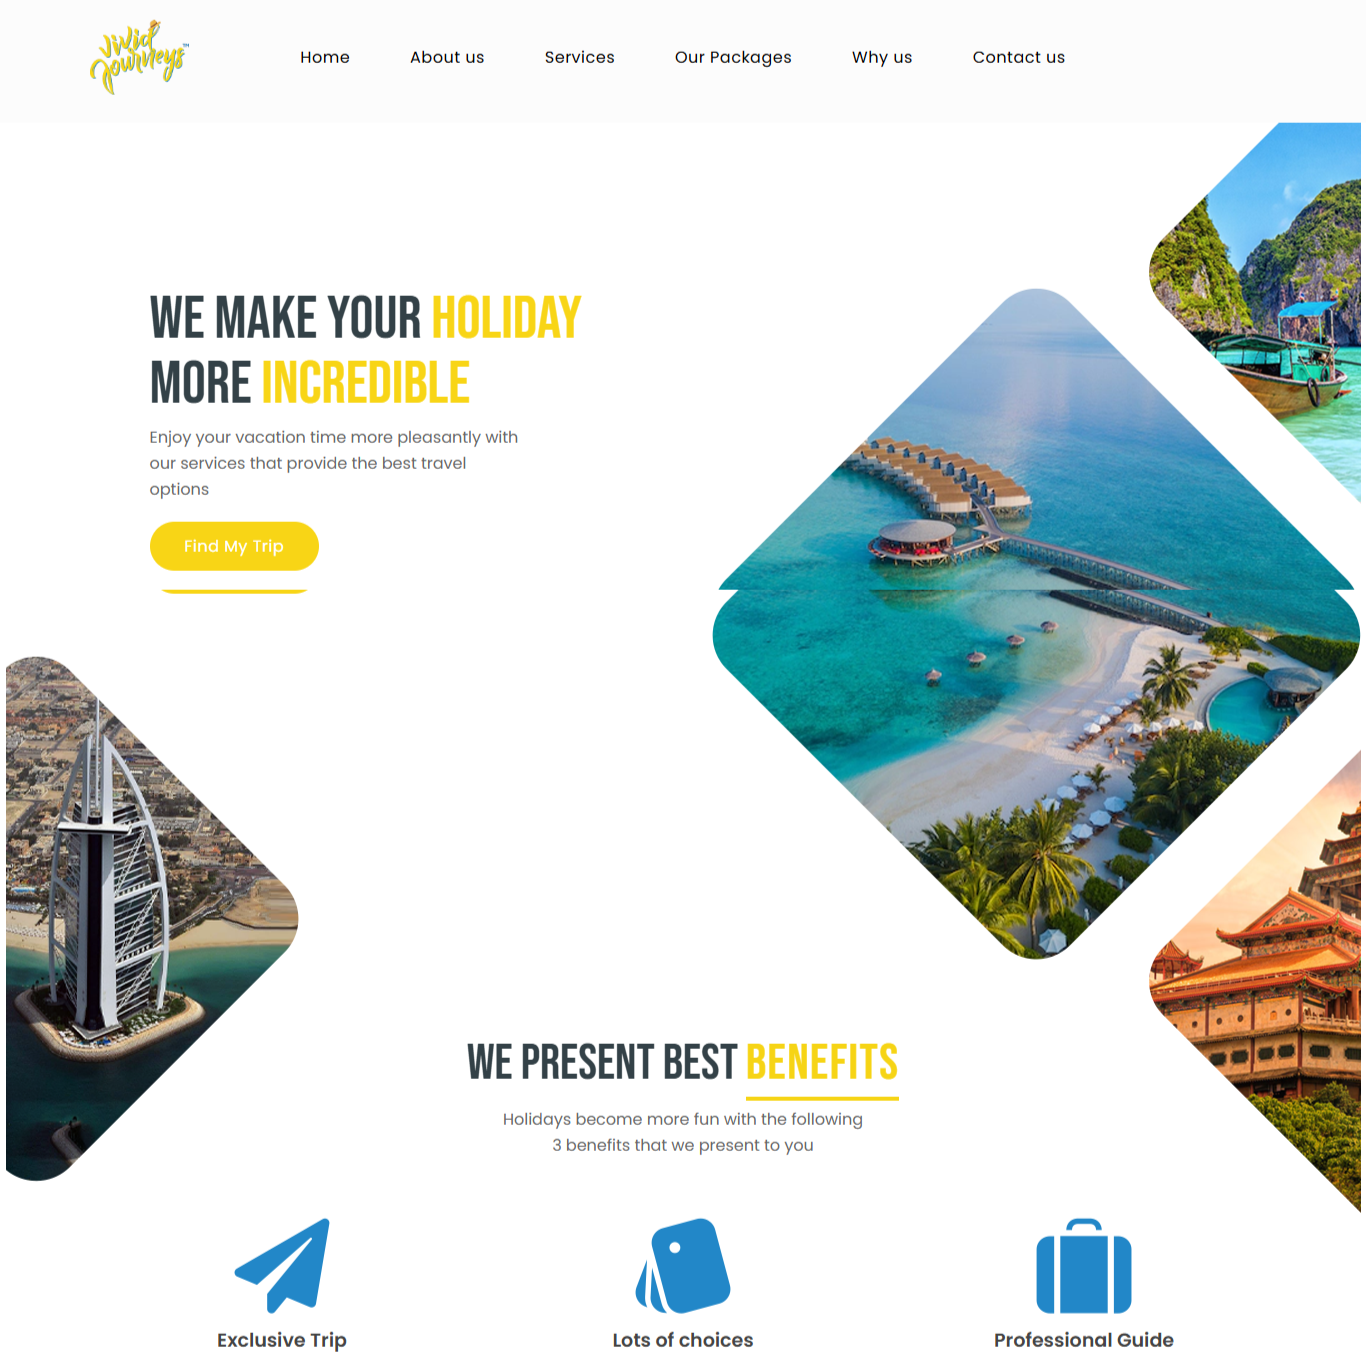 Vivid
Journeys™
Home
About us
Services
Our Packages
Why us
Contact us
WE MAKE YOUR HOLIDAY
MORE INCREDIBLE
Enjoy your vacation time more pleasantly with
our services that provide the best travel
options
Find My Trip
WE PRESENT BEST BENEFITS
Holidays become more fun with the following
3 benefits that we present to you
Exclusive Trip
Lots of choices
Professional Guide